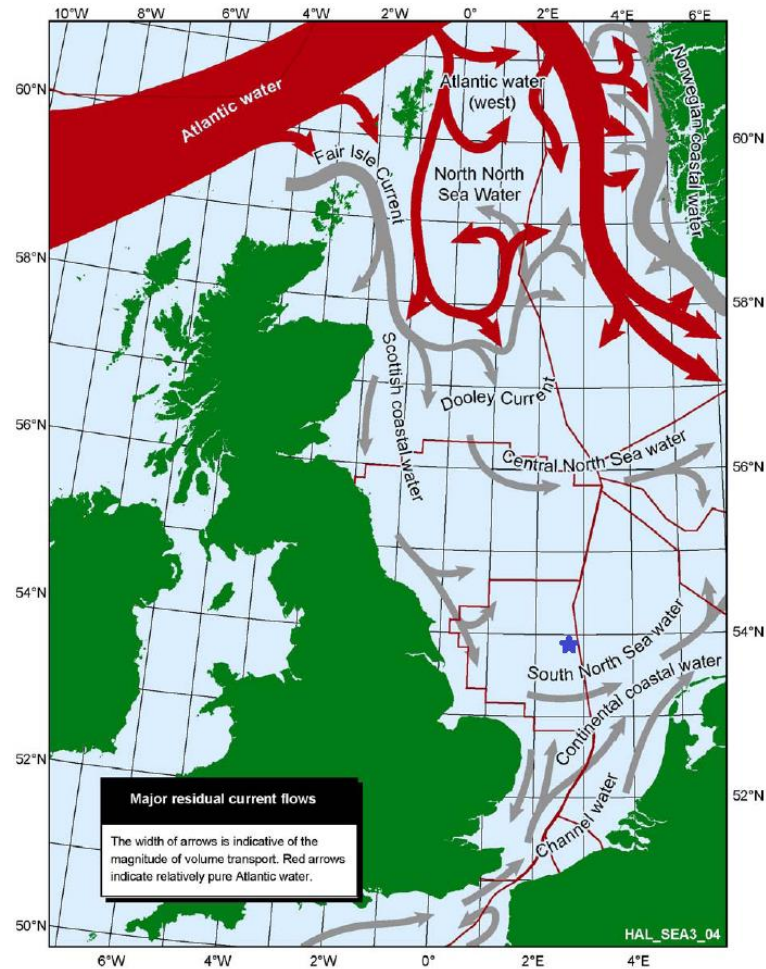 10°W 8°W 6°W 4°W 2°W 0° 2°E 4°E 6°E
60°N
60°N
58°N
58°N
56°N
56°N
54°N
54°N
52°N
52°N
50°N
Atlantic water
Atlantic water
(west)
Norwegian coastal water
Fair Isle Current
North North
Sea Water
Scottish coastal water
Dooley Current
Central North Sea water
South North Sea water
Continental coastal water
Channel water
Major residual current flows
The width of arrows is indicative of the
magnitude of volume transport. Red arrows
indicate relatively pure Atlantic water.
HAL_SEA3_04
6°W 4°W 2°W 0° 2°E 4°E